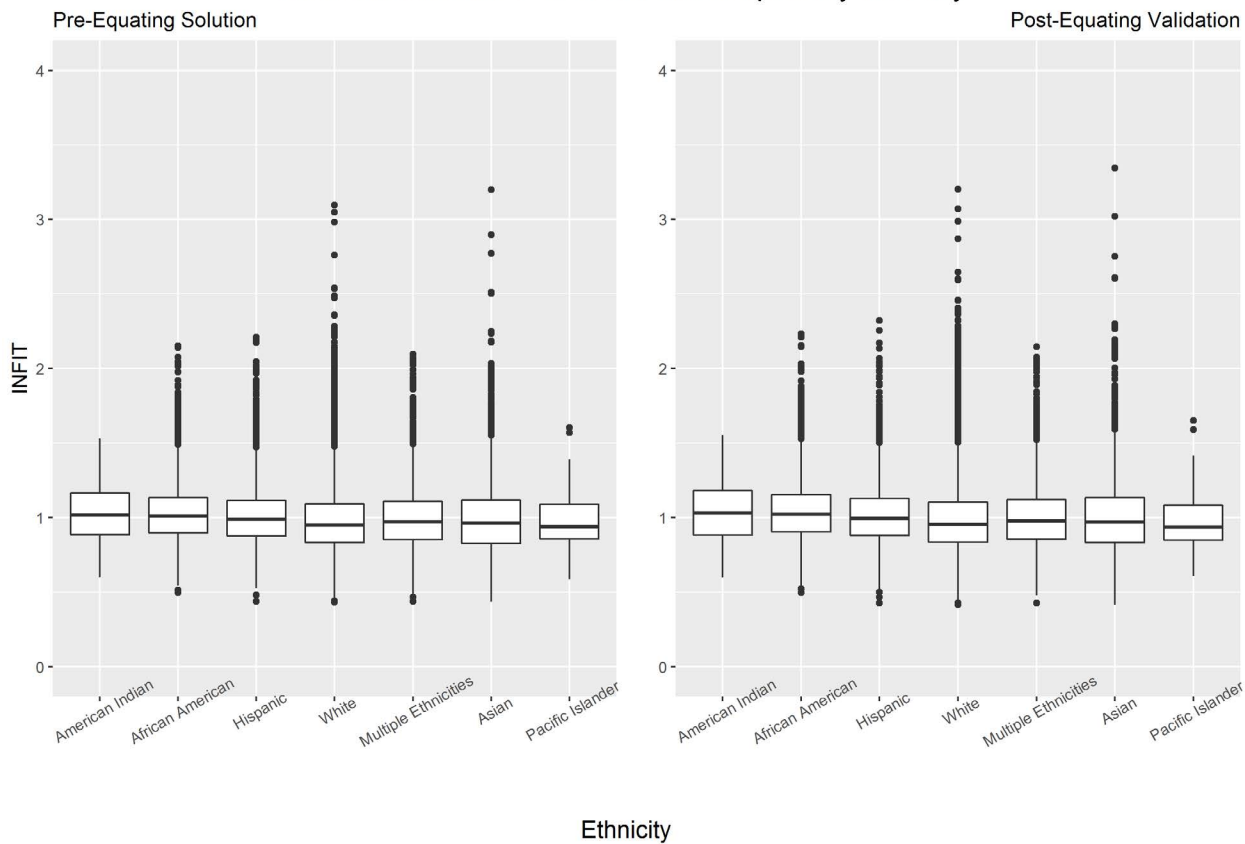 Pre-Equating Solution
Post-Equating Validation
INFIT
4
3
2
1
0
4
3
2
1
0
American Indian
African American
Hispanic
White
Multiple Ethnicities
Asian
Pacific Islander
American Indian
African American
Hispanic
White
Multiple Ethnicities
Asian
Pacific Islander
Ethnicity